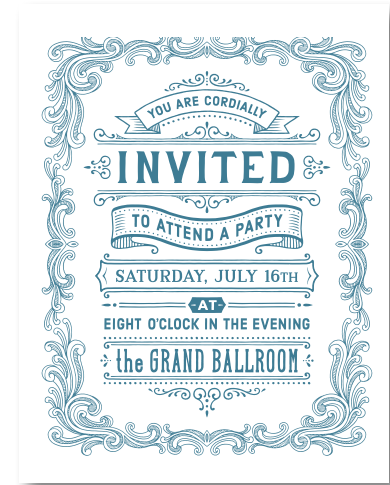 YOU ARE CORDIALLY
INVITED
TO ATTEND A PARTY
SATURDAY, JULY 16TH
AT
EIGHT O'CLOCK IN THE EVENING
the GRAND BALLROOM